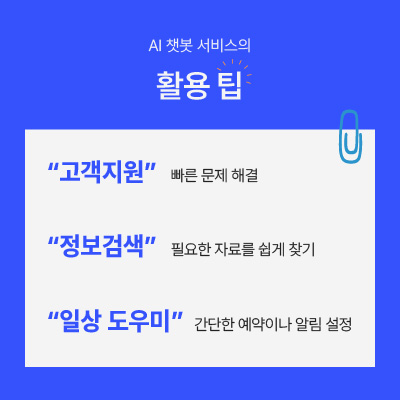 AI 챗봇 서비스의
활용 팁
“고객지원” 빠른 문제 해결
“정보검색” 필요한 자료를 쉽게 찾기
“일상 도우미” 간단한 예약이나 알림 설정